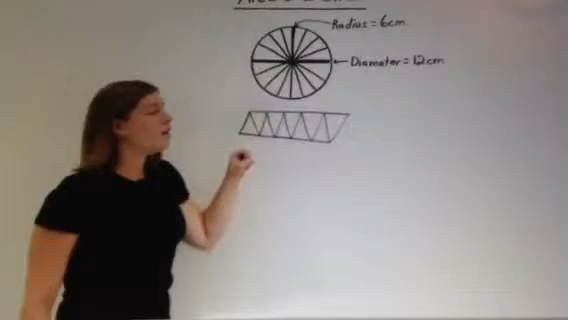 Radius = 6cm
Diameter = 12cm